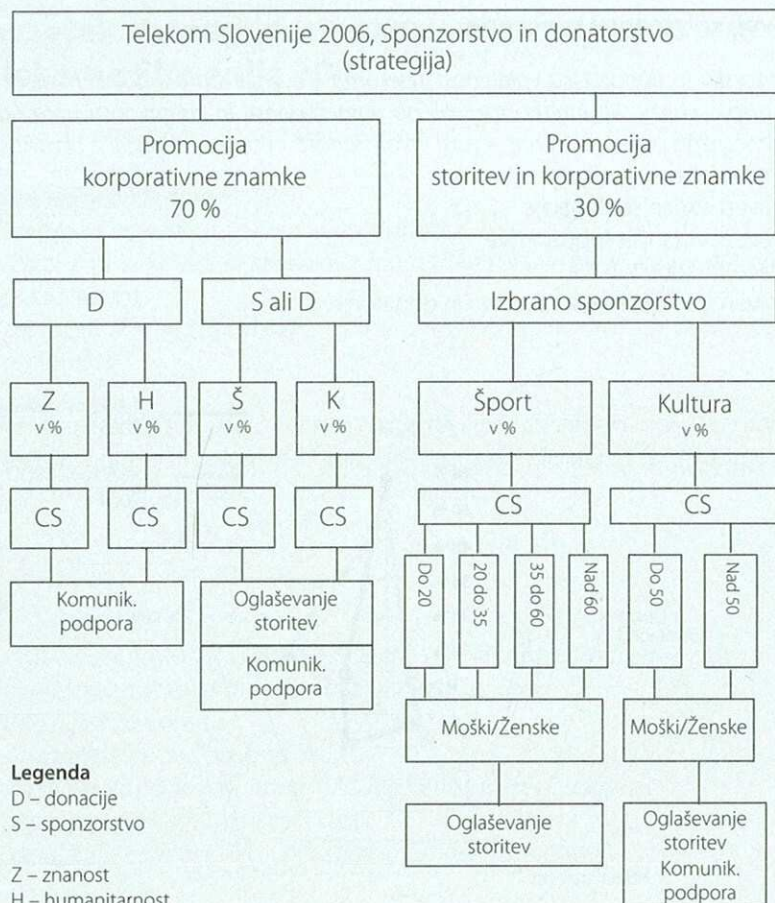 Telekom Slovenije 2006, Sponzorstvo in donatorstvo
(strategija)
Promocija
korporativne znamke
70 %
Promocija
storitev in korporativne znamke
30 %
D
S ali D
Izbrano sponzorstvo
Z
v %
H
v %
Š
v %
K
v %
Šport
v %
Kultura
v %
CS
CS
CS
CS
CS
CS
Do 20
20 do 35
35 do 60
Nad 60
Do 50
Nad 50
Komunik.
podpora
Oglaševanje
storitev
Komunik.
podpora
Moški/Ženske
Moški/Ženske
Oglaševanje
storitev
Oglaševanje
storitev
Komunik.
podpora
Legenda
D – donacije
S – sponzorstvo
Z – znanost
H – humanitarnost